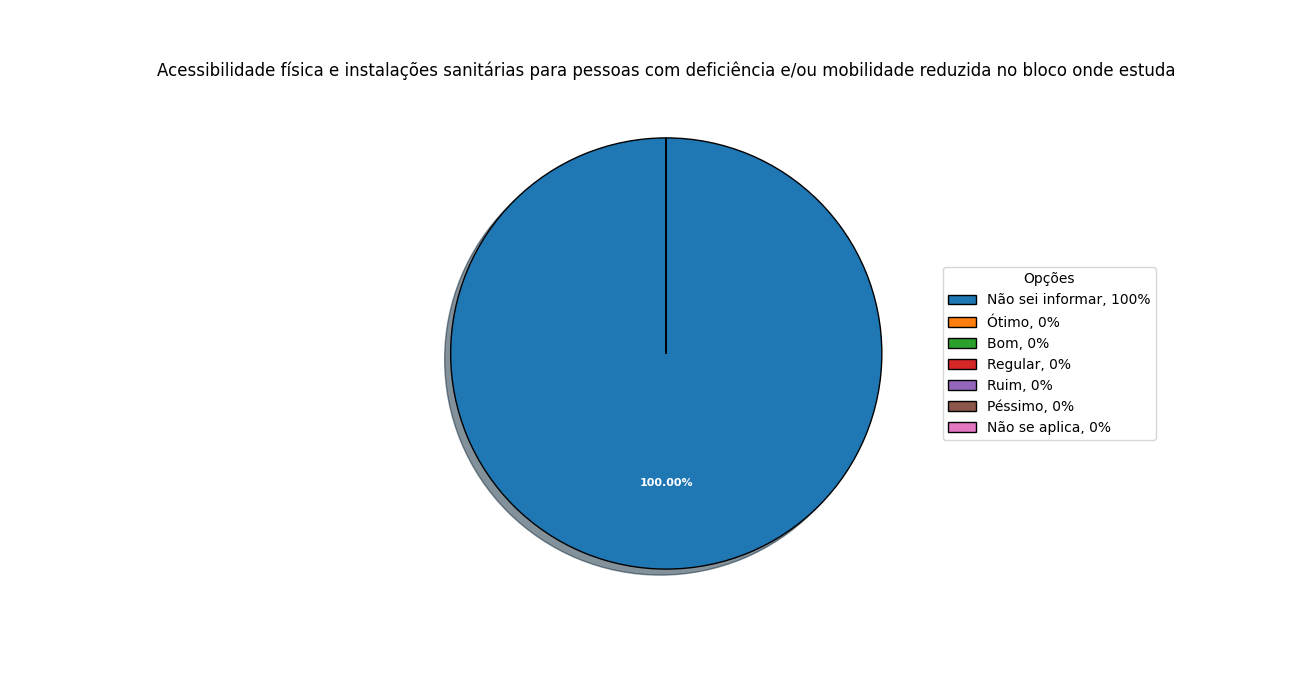 Acessibilidade física e instalações sanitárias para pessoas com deficiência e/ou mobilidade reduzida no bloco onde estuda
100.00%
Opções
Não sei informar, 100%
Ótimo, 0%
Bom, 0%
Regular, 0%
Ruim, 0%
Péssimo, 0%
Não se aplica, 0%